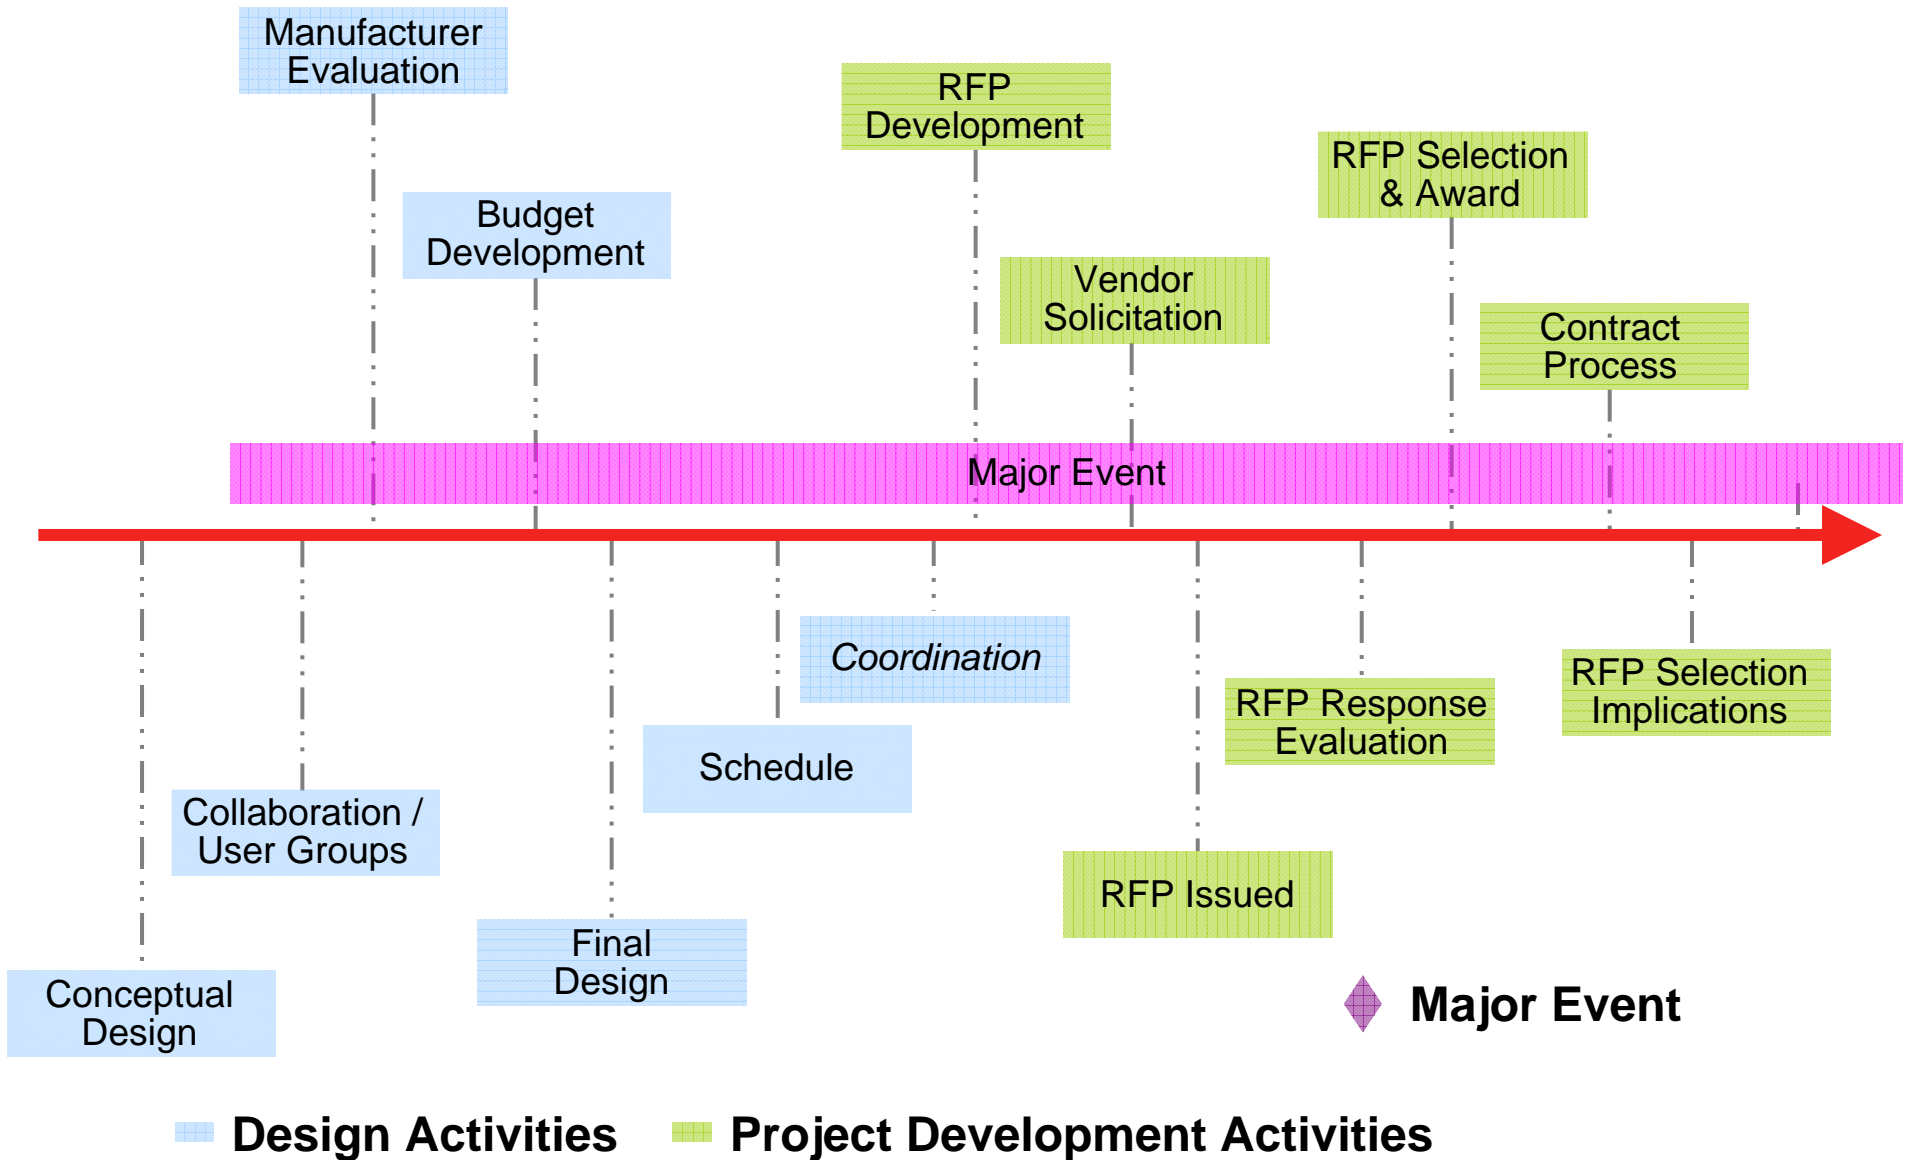 Manufacturer
Evaluation
RFP
Development
RFP Selection
& Award
Budget
Development
Vendor
Solicitation
Contract
Process
Major Event
Coordination
RFP Selection
Implications
RFP Response
Evaluation
Schedule
Collaboration /
User Groups
RFP Issued
Final
Design
Conceptual
Design
Major Event
Design Activities
Project Development Activities